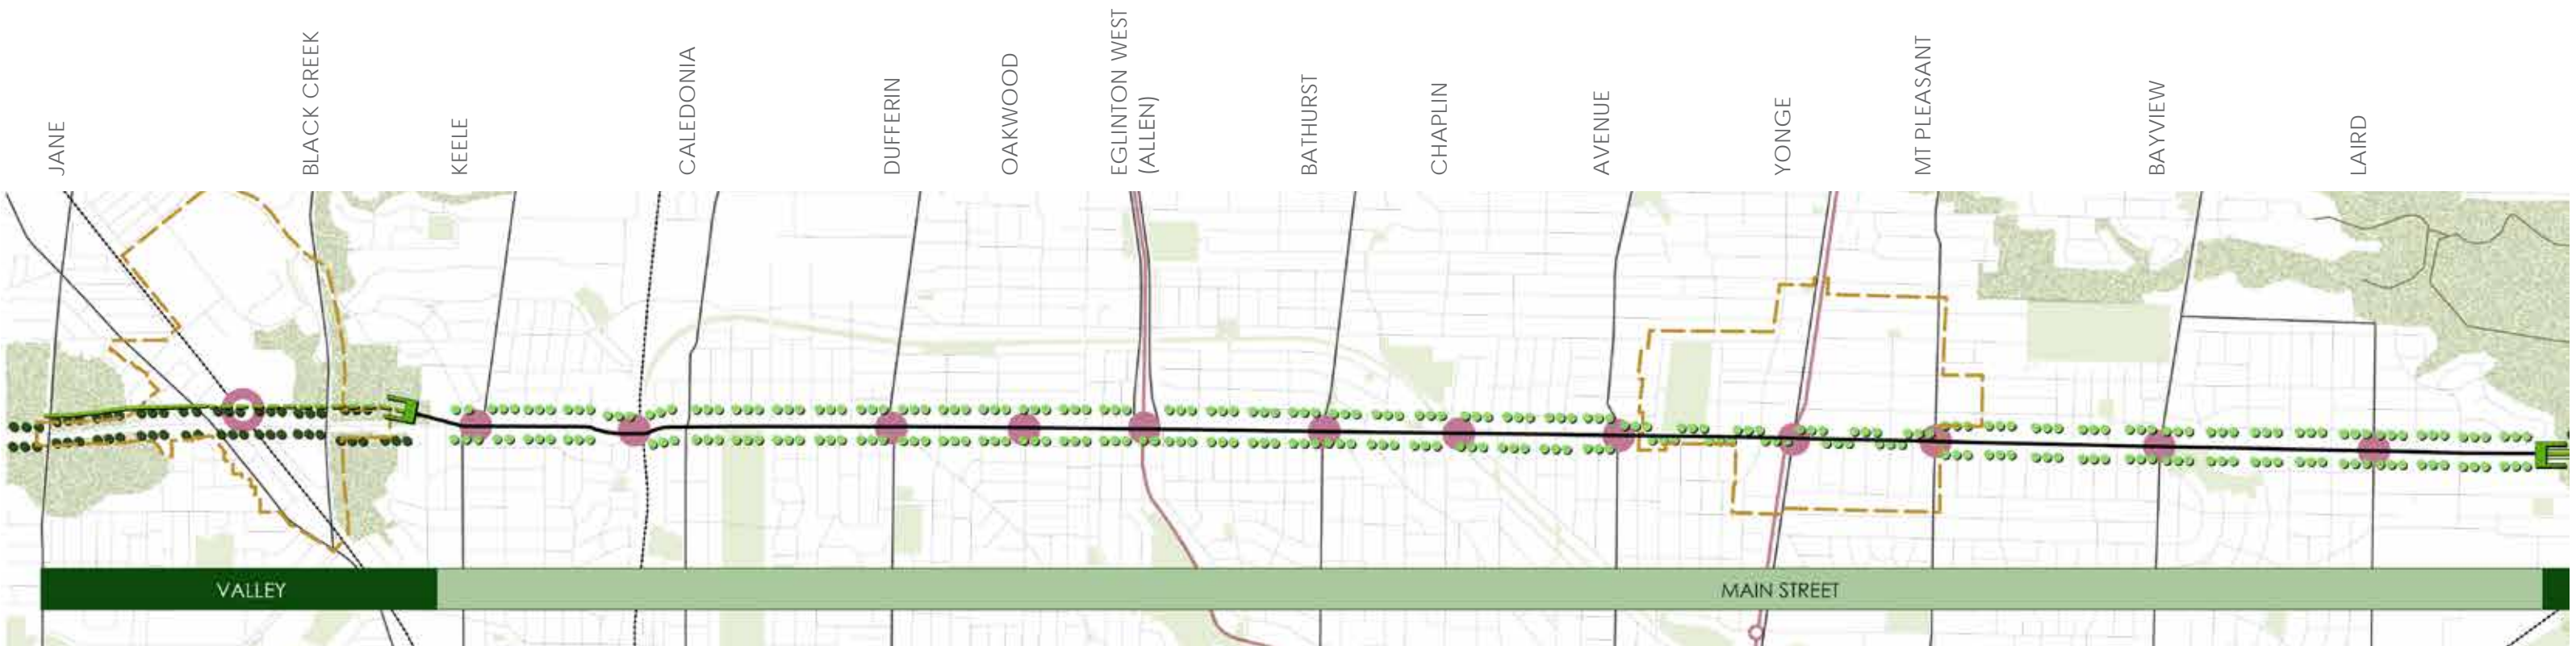 JANE
BLACK CREEK
KEELE
CALEDONIA
DUFFERIN
OAKWOOD
EGLINTON WEST
(ALLEN)
BATHURST
CHAPLIN
AVENUE
YONGE
MT PLEASANT
BAYVIEW
LAIRD
VALLEY
MAIN STREET